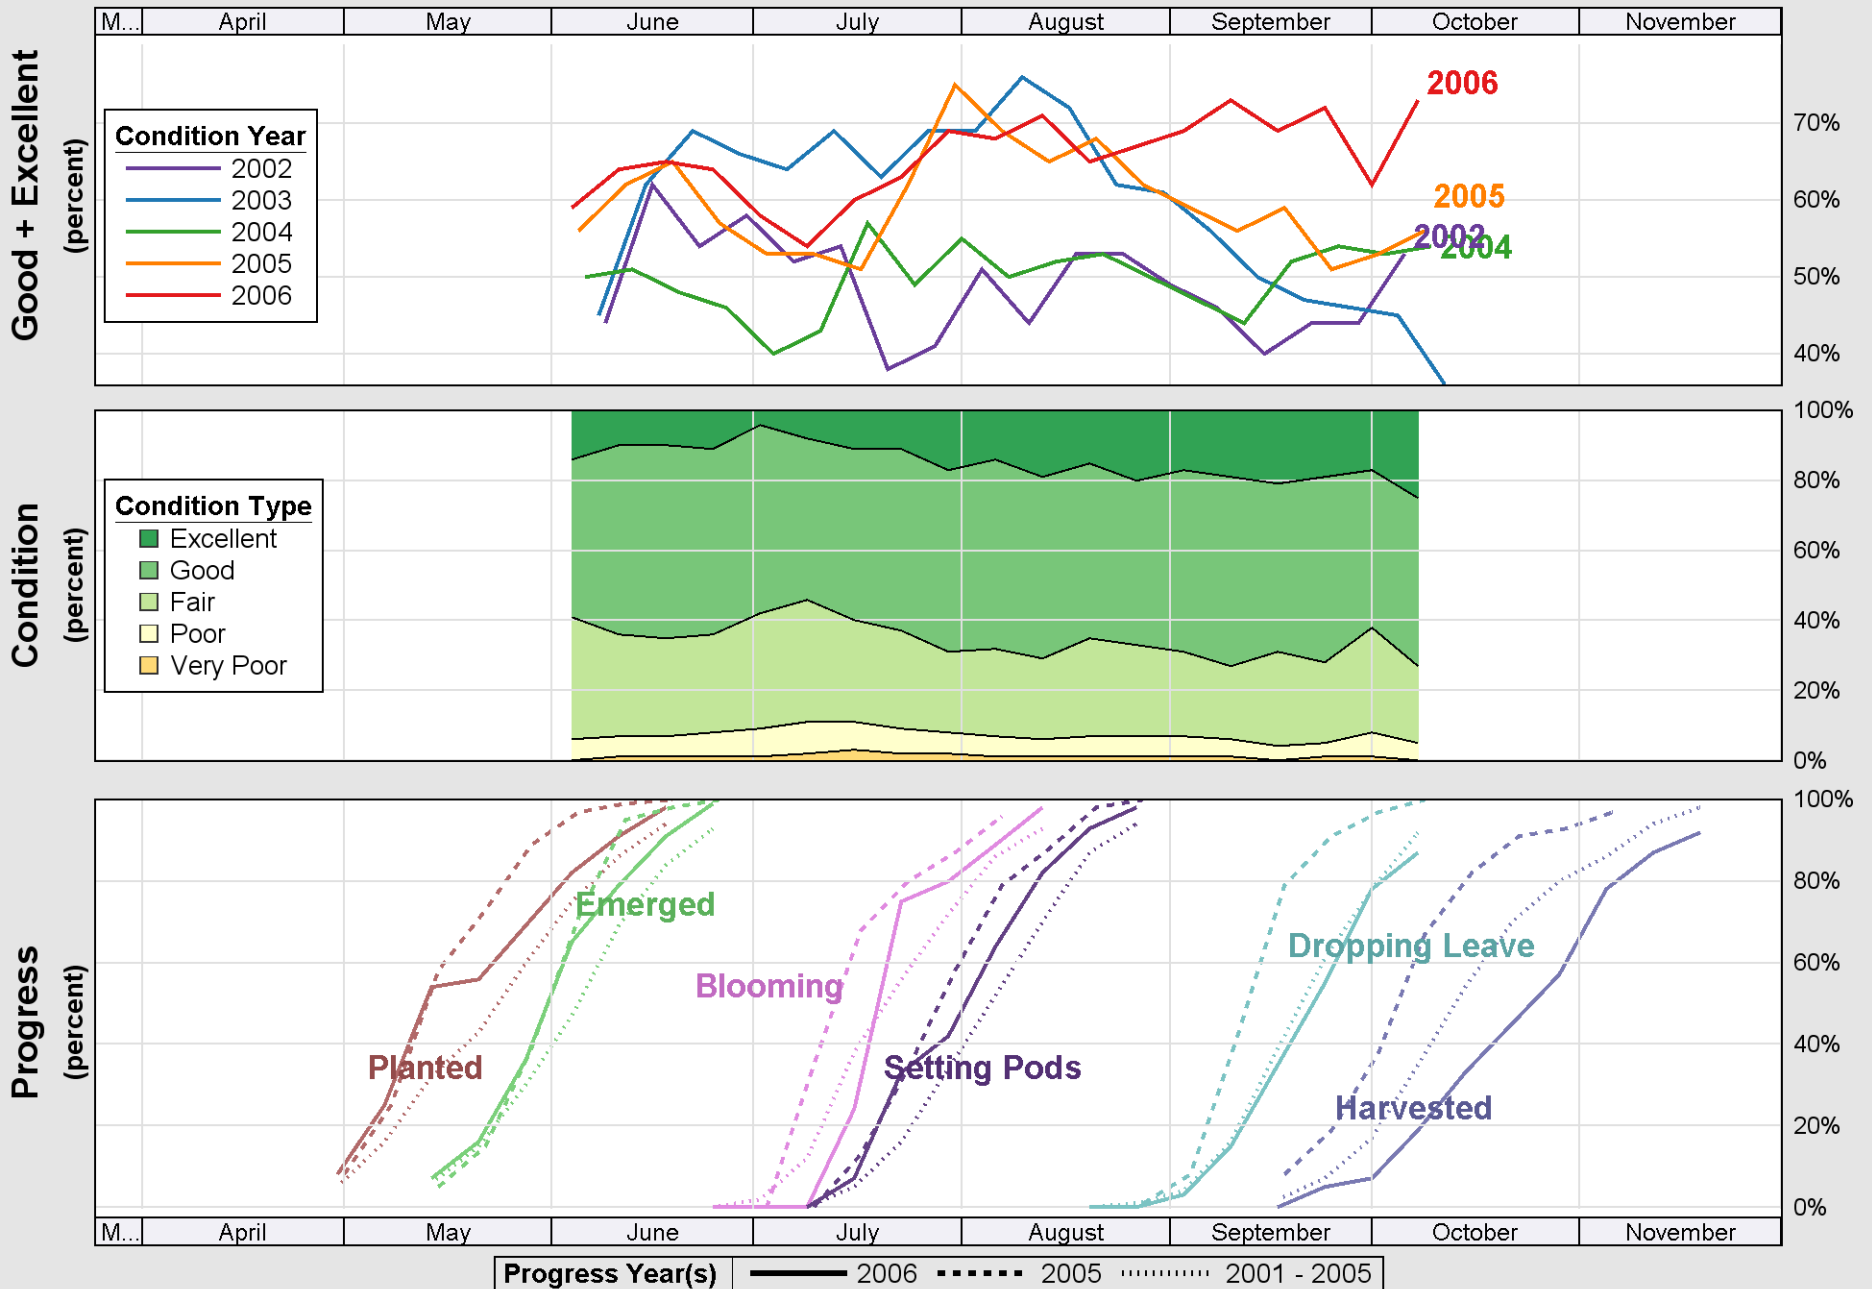 M... April May June July August September October November
Good + Excellent
(percent)
Condition Year
2002
2003
2004
2005
2006
2006
2005
2002
2004
70%
60%
50%
40%
Condition
(percent)
Condition Type
Excellent
Good
Fair
Poor
Very Poor
100%
80%
60%
40%
20%
0%
Progress
(percent)
Planted
Emerged
Blooming
Setting Pods
Dropping Leave
Harvested
100%
80%
60%
40%
20%
0%
M... April May June July August September October November
Progress Year(s) 2006 2005 2001 - 2005